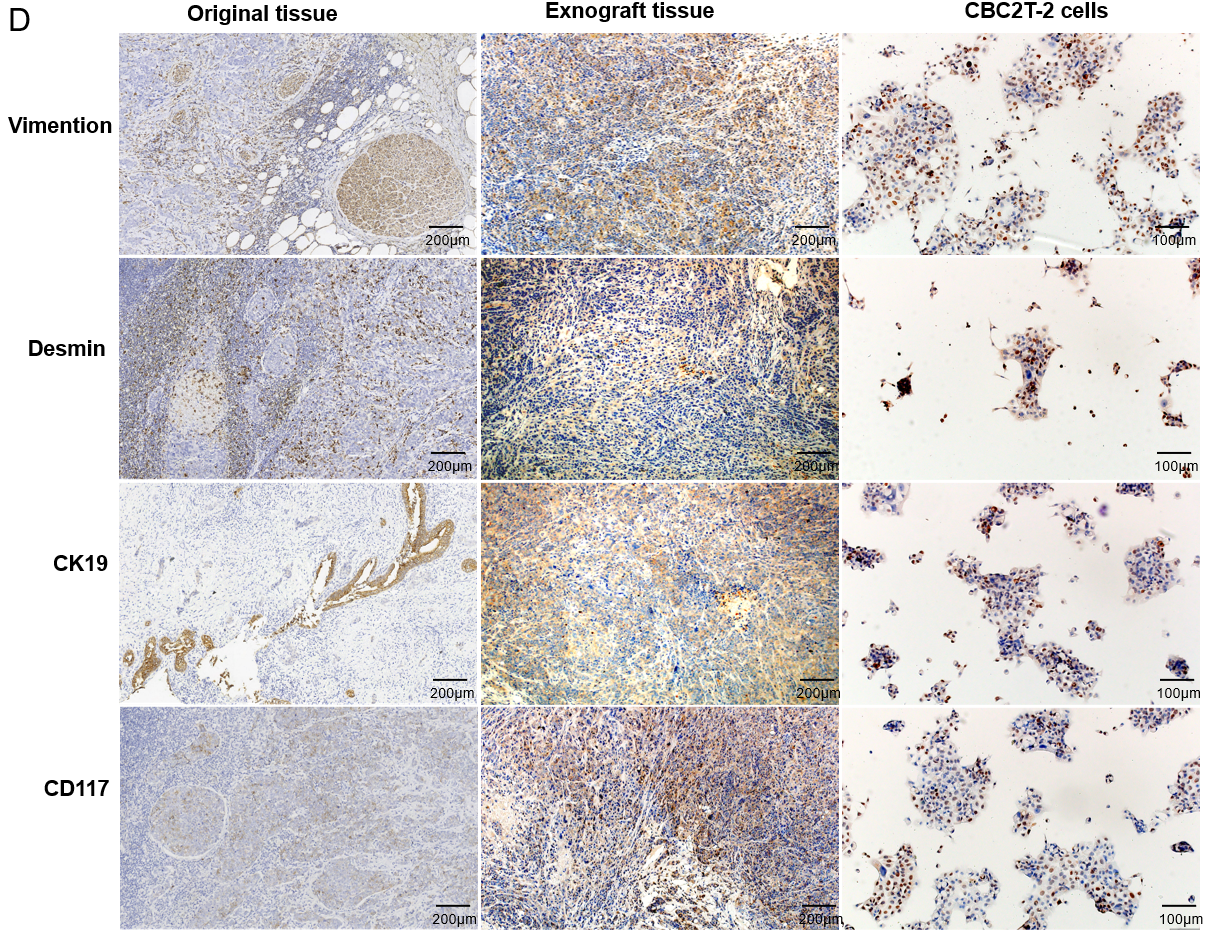 D
Original tissue
Exnograft tissue
CBC2T-2 cells
Vimention
200μm
200μm
100μm
Desmin
200μm
200μm
100μm
CK19
200μm
200μm
100μm
CD117
200μm
200μm
100μm